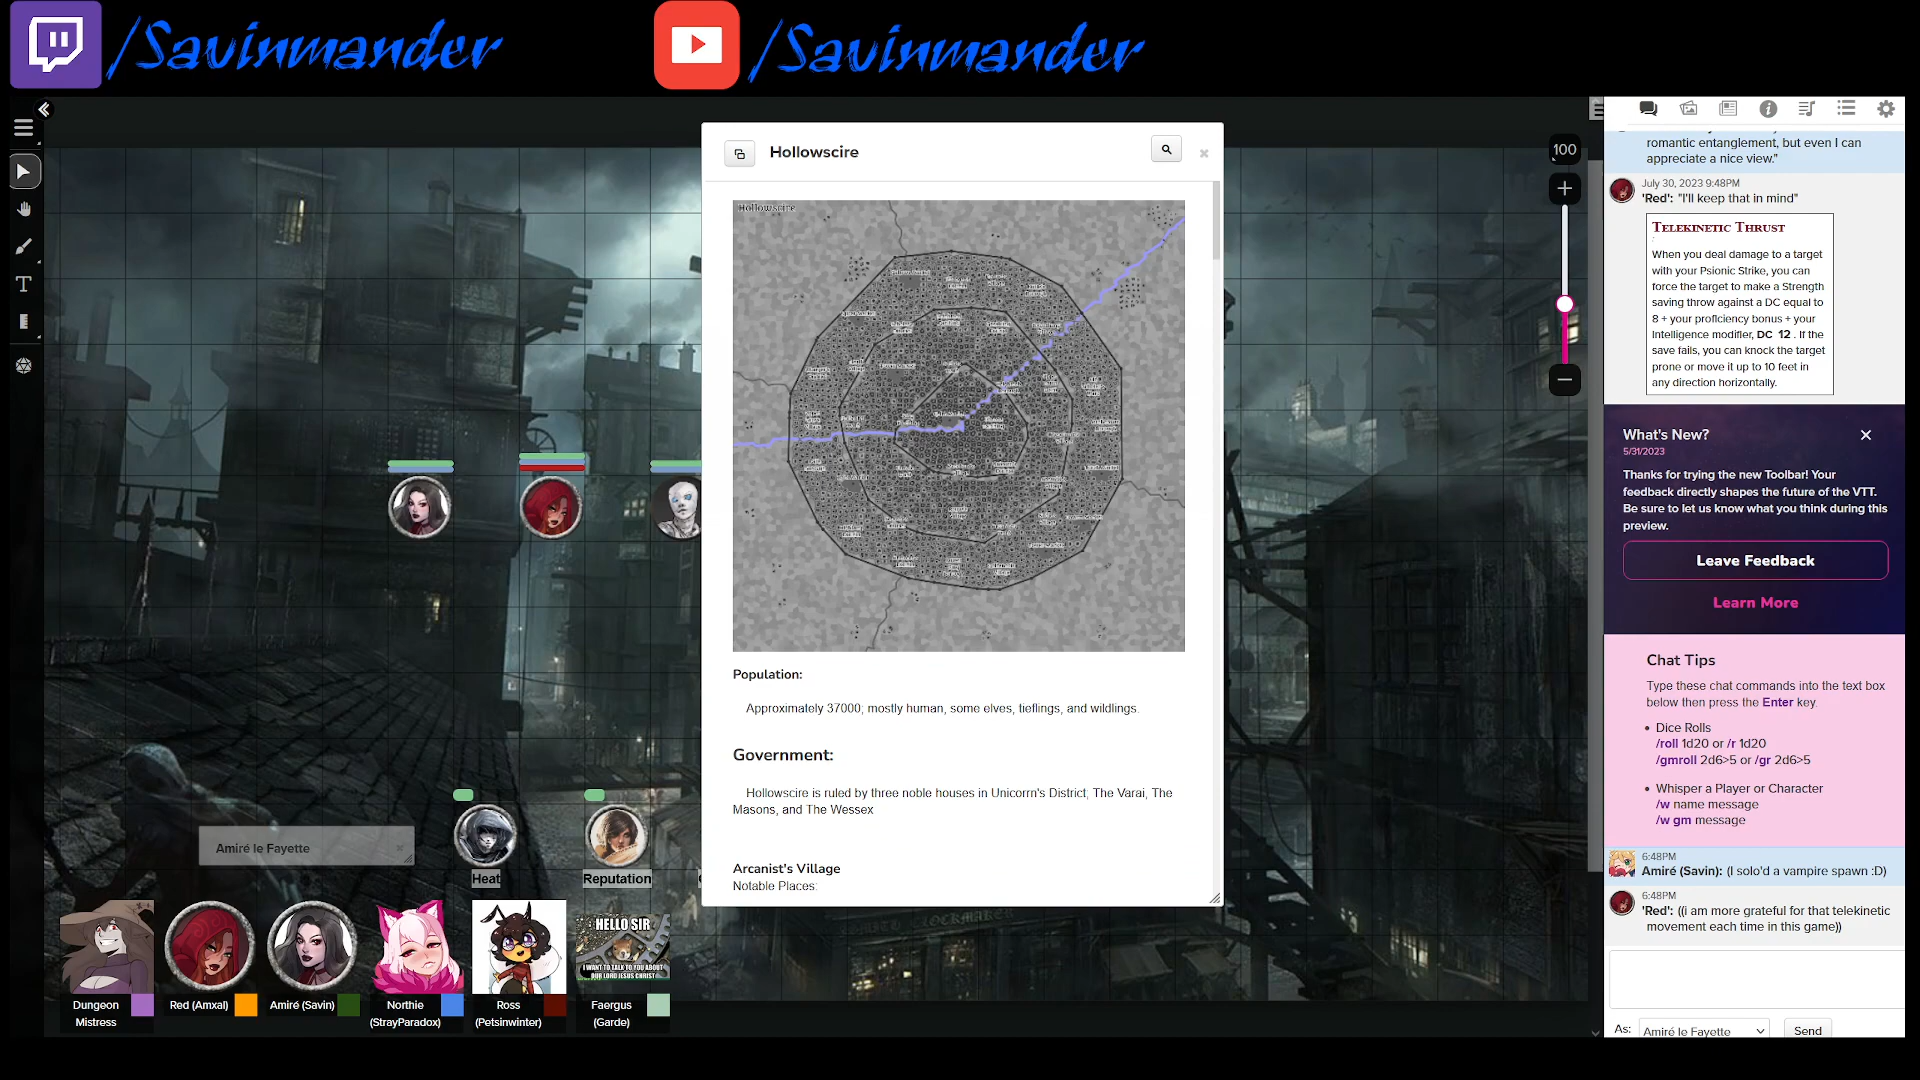 /Savinmander
/Savinmander
Hollowscire
100
Hollowscire
romantic entanglement, but even I can
appreciate a nice view."
July 30, 2023 9:48PM
'Red': "I'll keep that in mind"
Telekinetic Thrust
When you deal damage to a target
with your Psionic Strike, you can
force the target to make a Strength
saving throw against a DC equal to
8 + your proficiency bonus + your
Intelligence modifier, DC 12 . If the
save fails, you can knock the target
prone or move it up to 10 feet in
any direction horizontally.
What's New?
5/31/2023
Thanks for trying the new Toolbar! Your
feedback directly shapes the future of the VTT.
Be sure to let us know what you think during this
preview.
Leave Feedback
Learn More
Population:
Approximately 37000; mostly human, some elves, tieflings, and wildlings.
Government:
Hollowscire is ruled by three noble houses in Unicorrn's District; The Varai, The
Masons, and The Wessex
Arcanist's Village
Notable Places:
Chat Tips
Type these chat commands into the text box
below then press the Enter key.
• Dice Rolls
/roll 1d20 or /r 1d20
/gmroll 2d6>5 or /gr 2d6>5
• Whisper a Player or Character
/w name message
/w gm message
6:48PM
Amiré (Savin): (I solo'd a vampire spawn :D)
6:48PM
'Red': ((i am more grateful for that telekinetic
movement each time in this game))
As: Amiré le Fayette
Send
Amiré le Fayette
Heat
Reputation
HELLO SIR
I WANT TO TALK TO YOU ABOUT
OUR LORD JESUS CHRIST
Dungeon
Mistress
Red (Amxal)
Amiré (Savin)
Northie
(StrayParadox)
Ross
(Petsinwinter)
Faergus
(Garde)